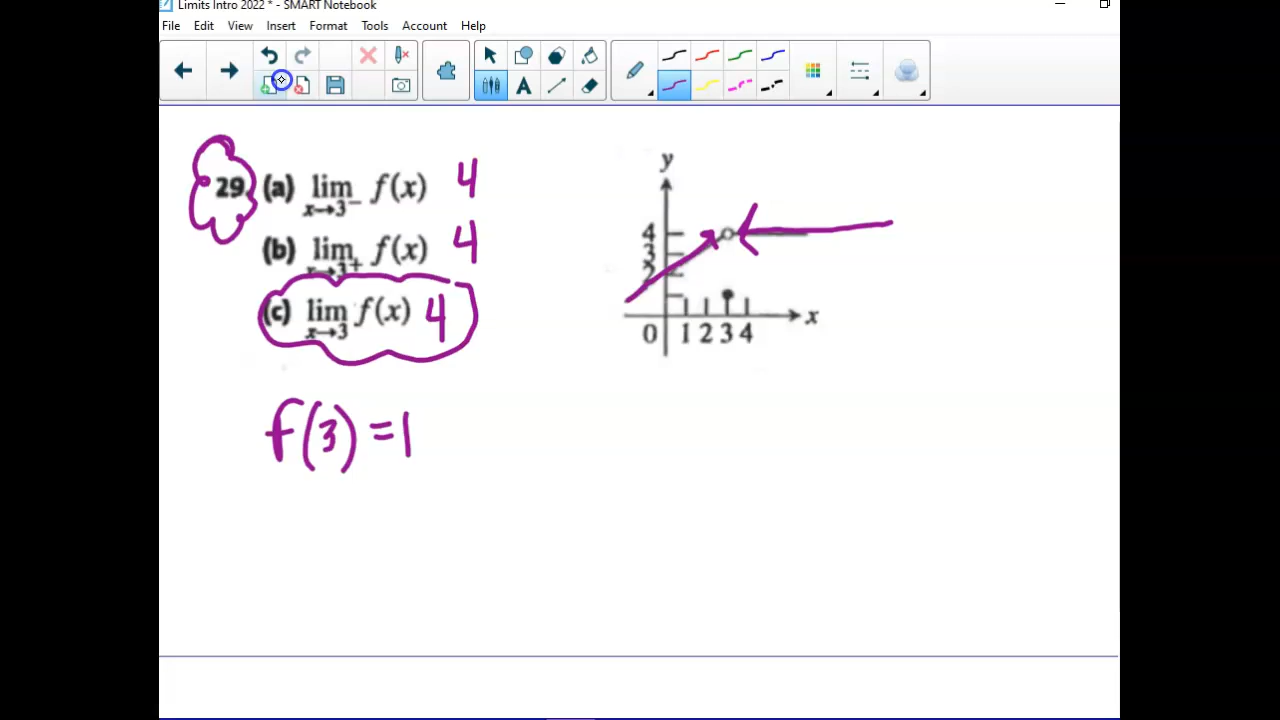 Limits Intro 2022 * - SMART Notebook
File Edit View Insert Format Tools Account Help
A
29. (a) lim x→3⁻ f(x) 4
(b) lim x→3⁺ f(x) 4
(c) lim x→3 f(x) 4
f(3) = 1
y
4
3
2
0 1 2 3 4 x